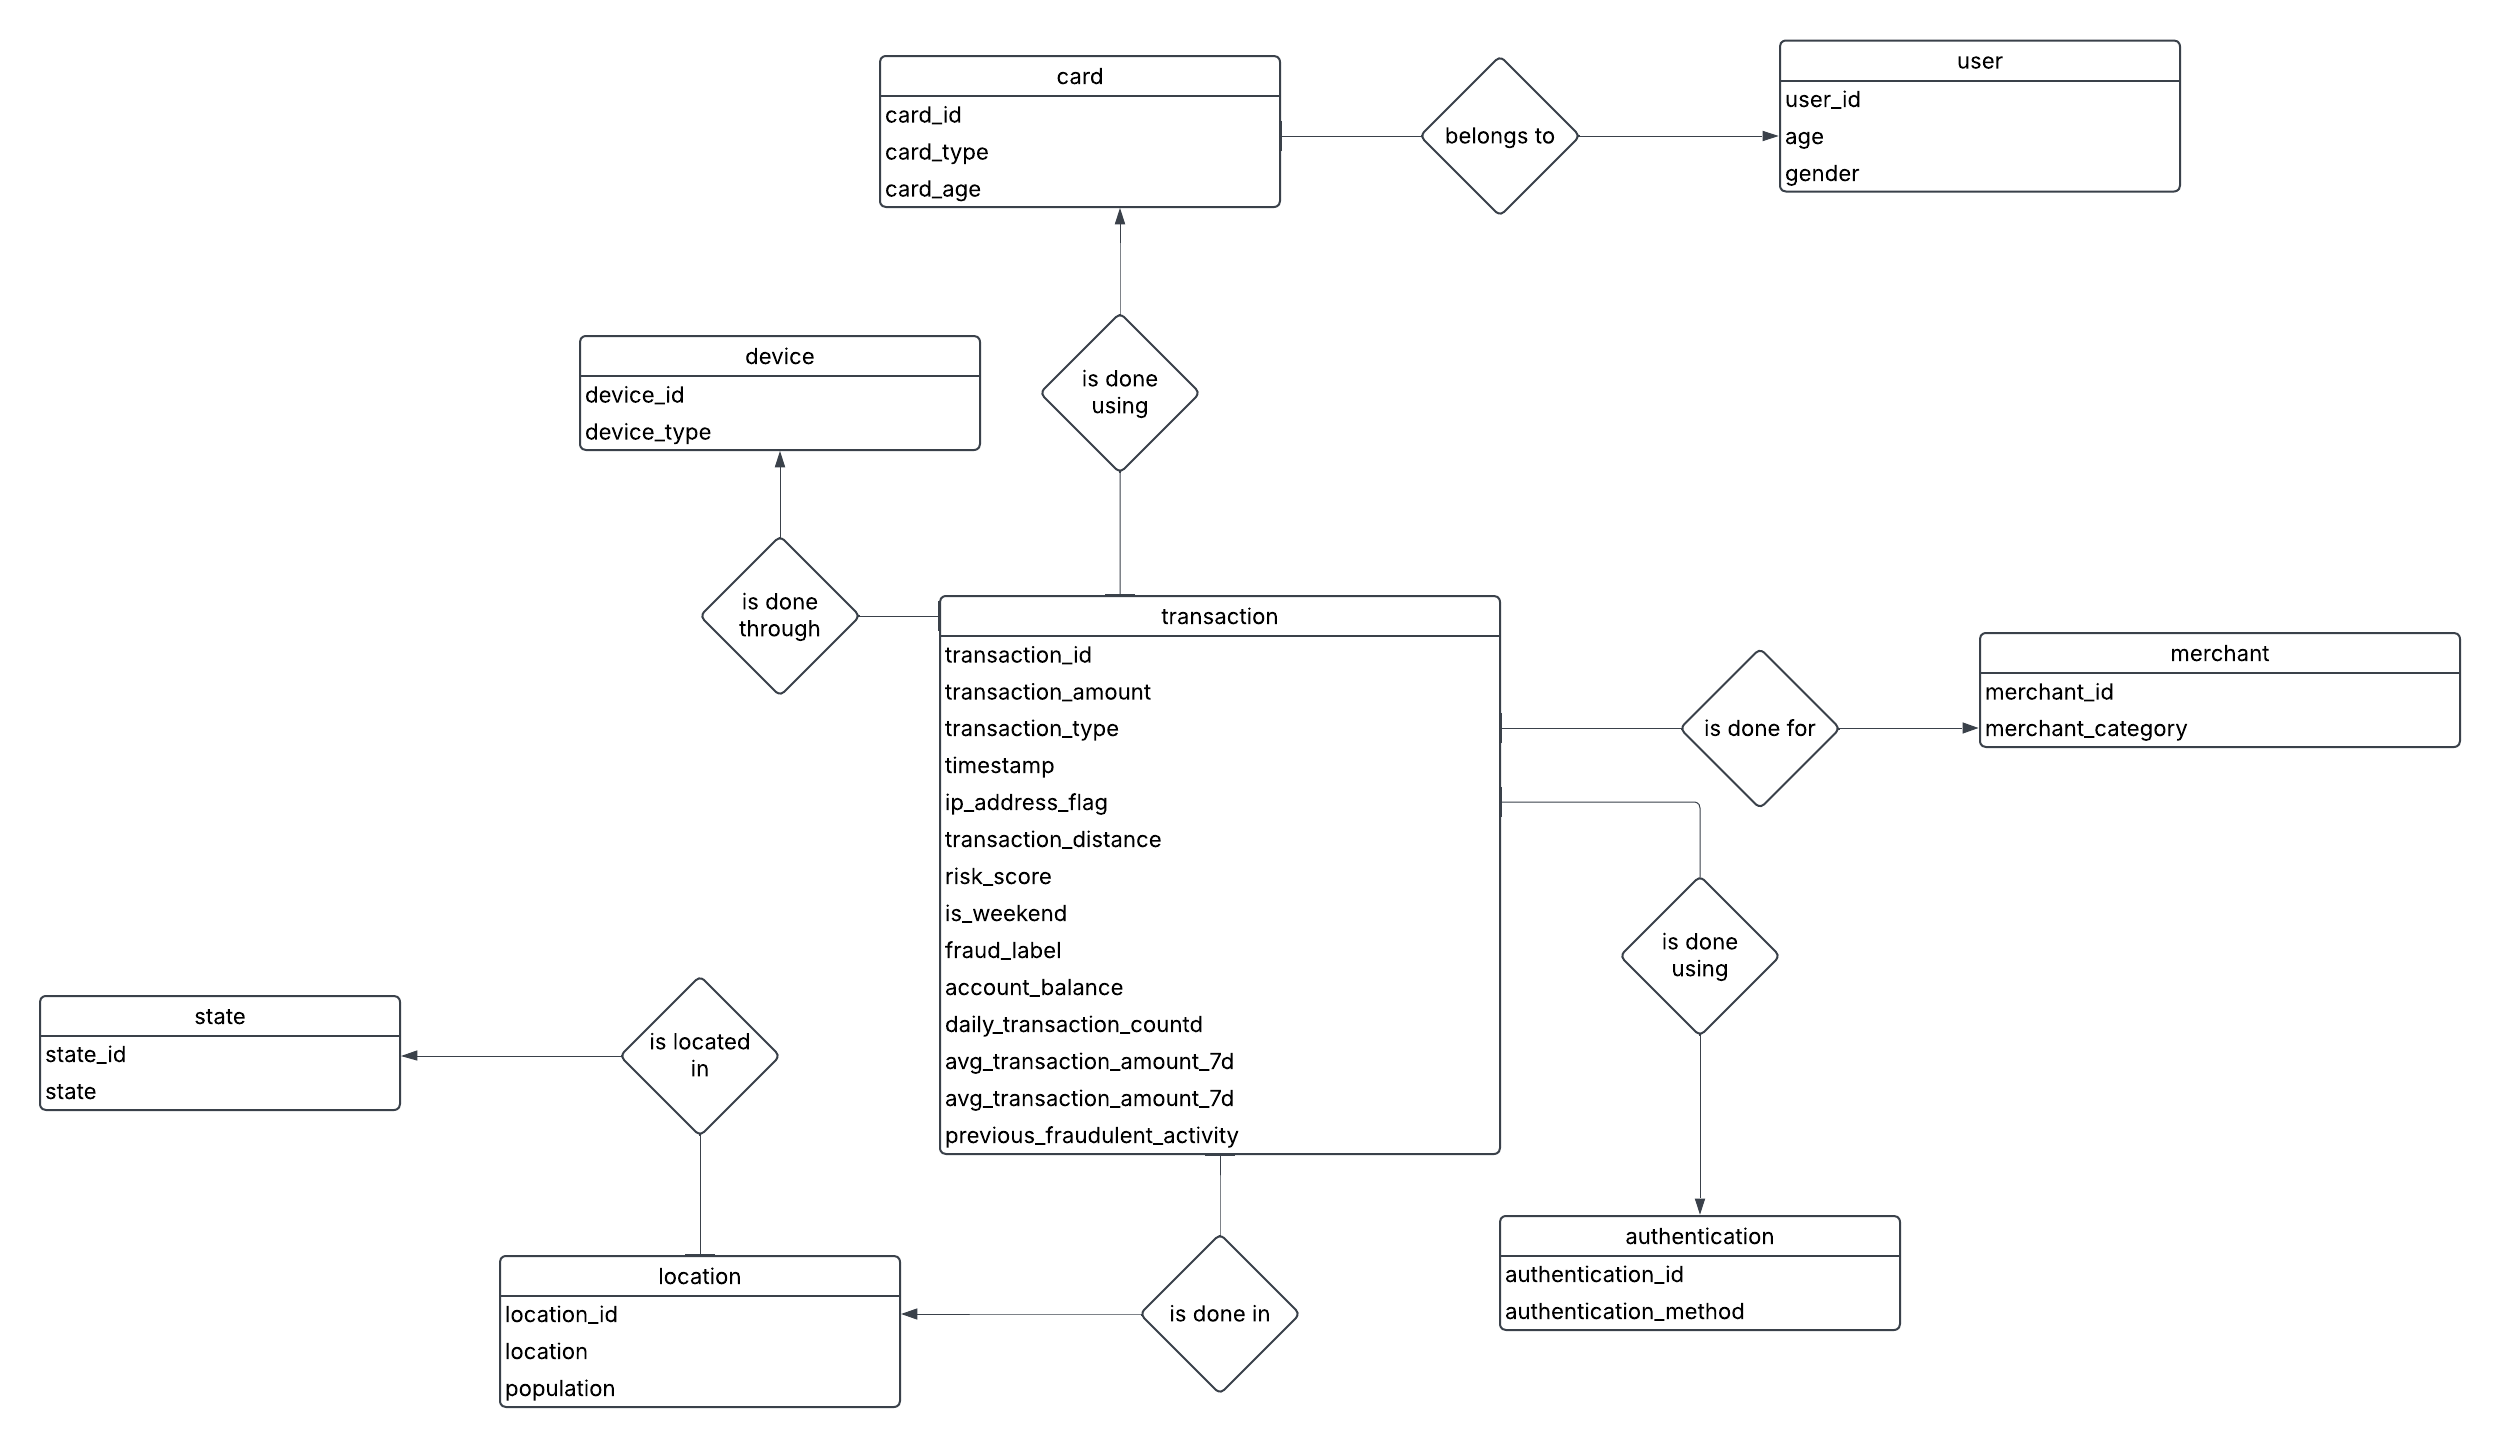 card
card_id
card_type
card_age
belongs to
user
user_id
age
gender
device
device_id
device_type
is done
using
is done
through
transaction
transaction_id
transaction_amount
transaction_type
timestamp
ip_address_flag
transaction_distance
risk_score
is_weekend
fraud_label
account_balance
daily_transaction_countd
avg_transaction_amount_7d
avg_transaction_amount_7d
previous_fraudulent_activity
is done for
merchant
merchant_id
merchant_category
is done
using
state
state_id
state
is located
in
location
location_id
location
population
is done in
authentication
authentication_id
authentication_method